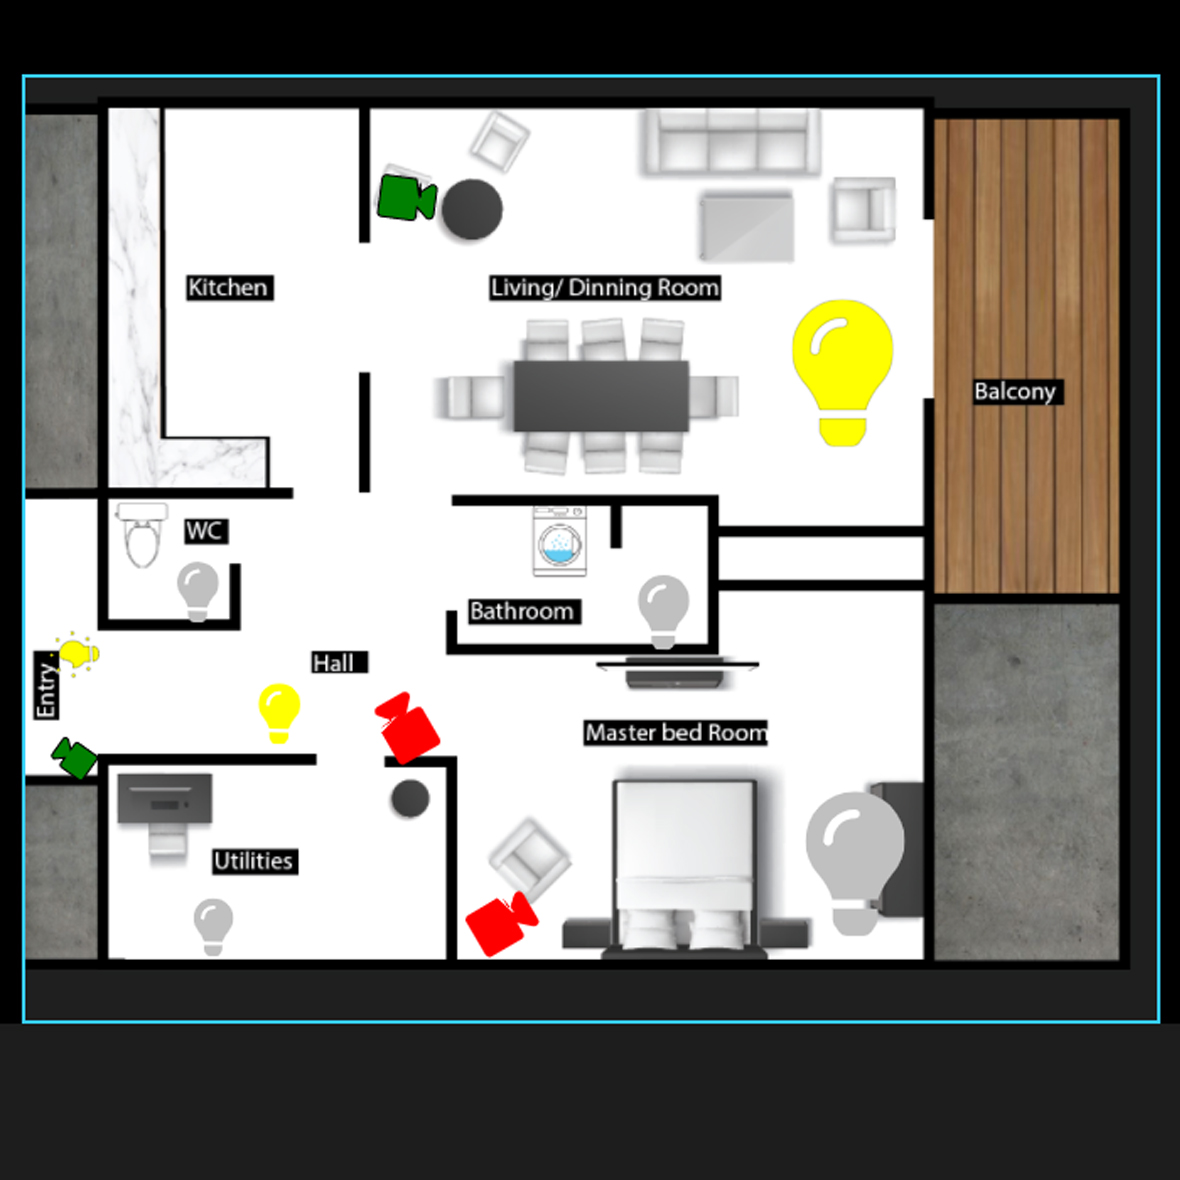 Kitchen
Living/ Dinning Room
Balcony
WC
Bathroom
Hall
Entry
Master bed Room
Utilities